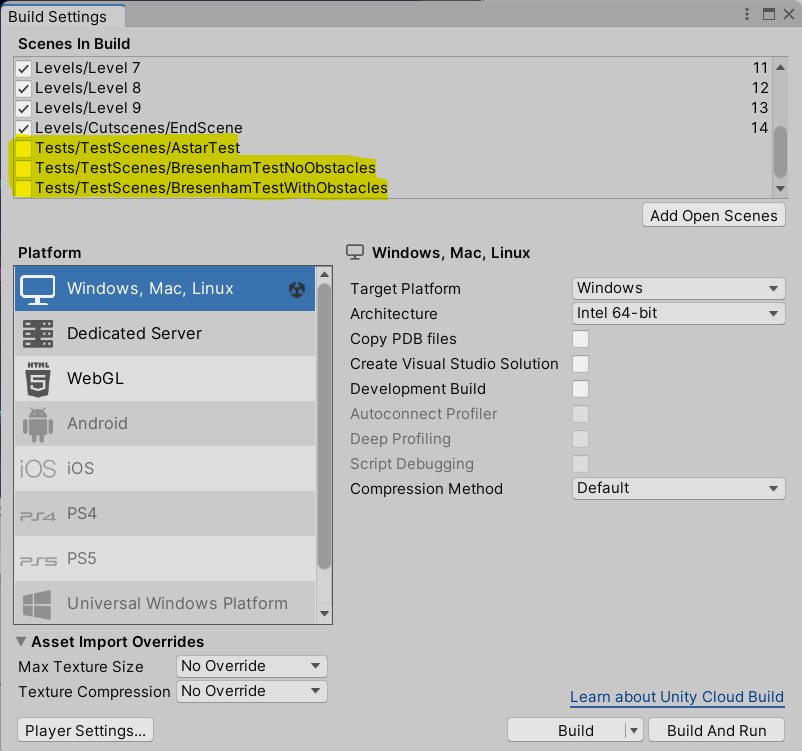 Build Settings
Scenes In Build
Levels/Level 7 11
Levels/Level 8 12
Levels/Level 9 13
Levels/Cutscenes/EndScene 14
Tests/TestScenes/AstarTest
Tests/TestScenes/BresenhamTestNoObstacles
Tests/TestScenes/BresenhamTestWithObstacles
Add Open Scenes
Platform
Windows, Mac, Linux
Dedicated Server
HTML 5 WebGL
Android
iOS iOS
PS4 PS4
PS5 PS5
Universal Windows Platform
Windows, Mac, Linux
Target Platform Windows
Architecture Intel 64-bit
Copy PDB files
Create Visual Studio Solution
Development Build
Autoconnect Profiler
Deep Profiling
Script Debugging
Compression Method Default
Asset Import Overrides
Max Texture Size No Override
Texture Compression No Override
Learn about Unity Cloud Build
Player Settings... Build Build And Run